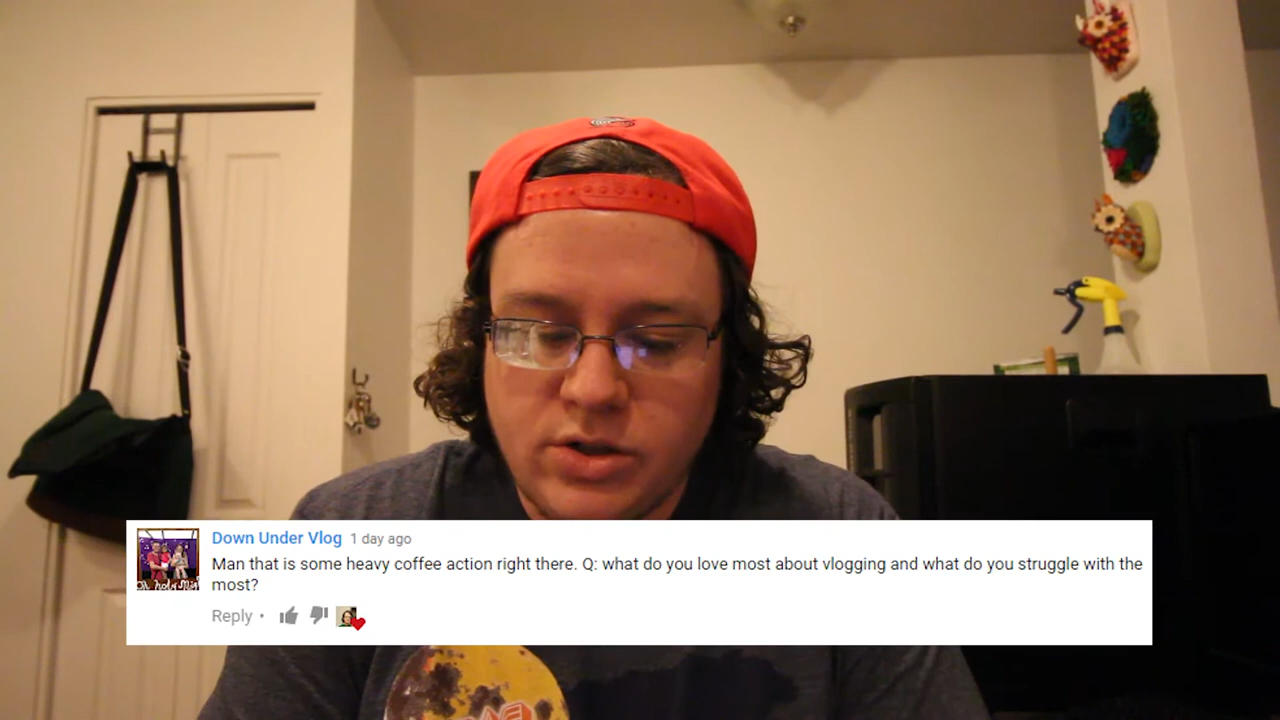 Down Under Vlog 1 day ago
Man that is some heavy coffee action right there. Q: what do you love most about vlogging and what do you struggle with the
most?
Reply •